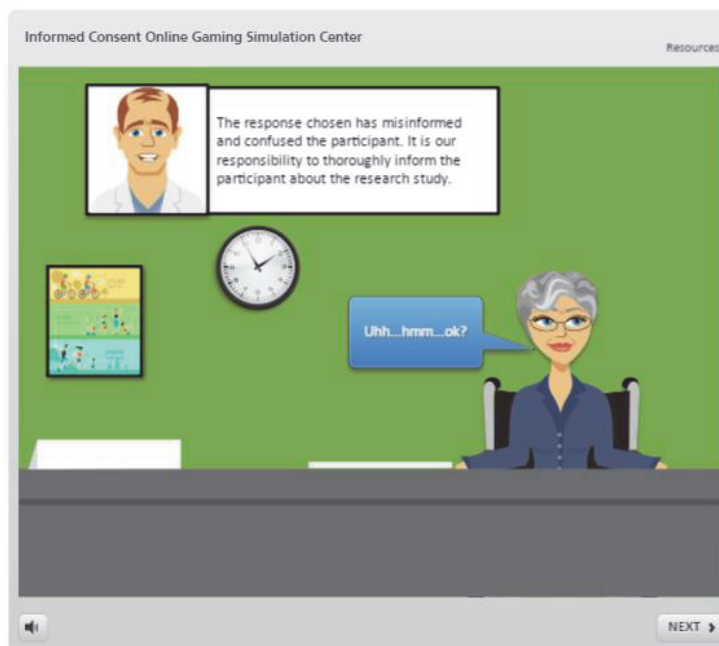 Informed Consent Online Gaming Simulation Center
Resources
The response chosen has misinformed
and confused the participant. It is our
responsibility to thoroughly inform the
participant about the research study.
Uhh...hmm...ok?
NEXT